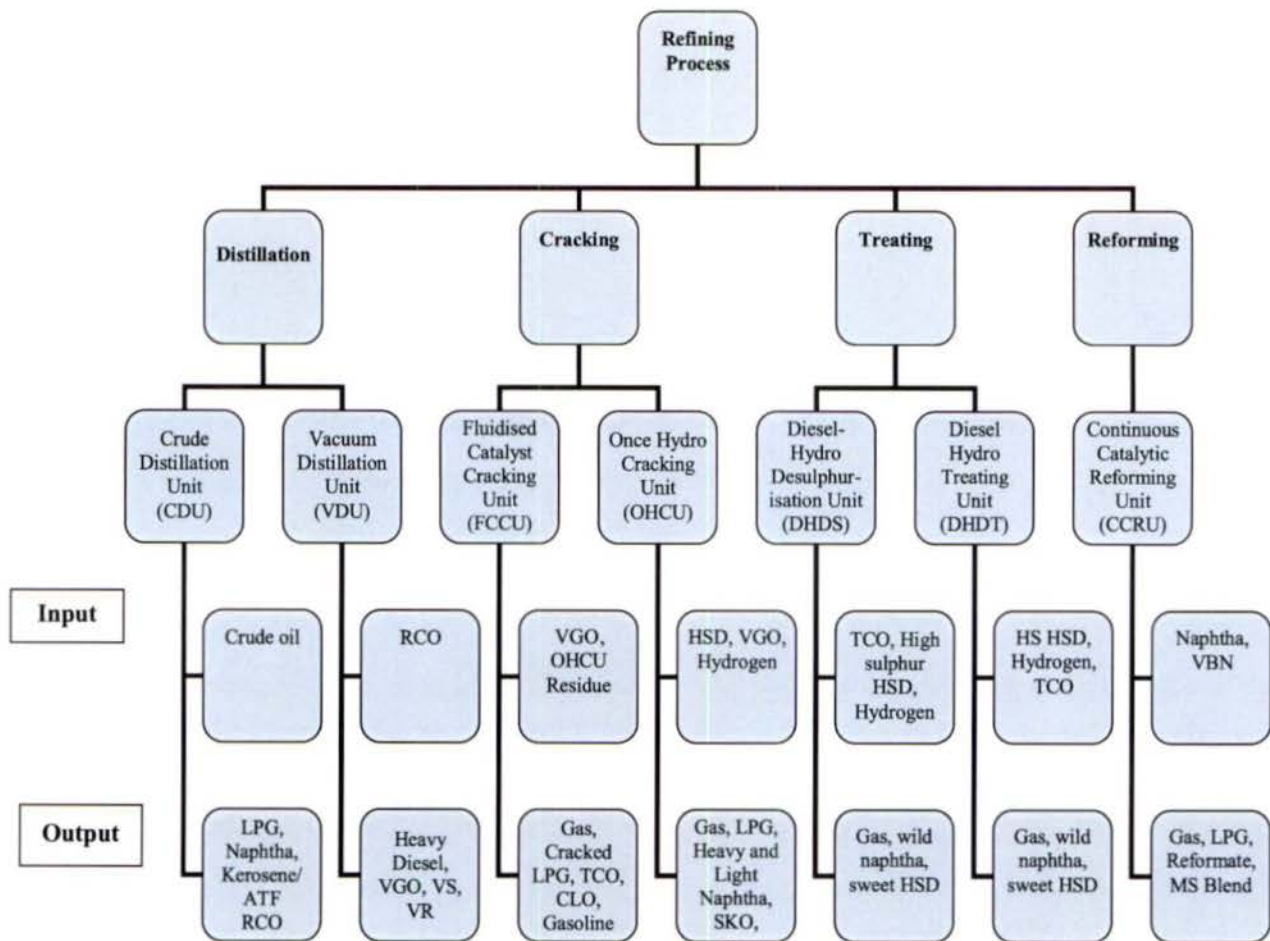 Refining
Process
Distillation
Cracking
Treating
Reforming
Crude
Distillation
Unit
(CDU)
Vacuum
Distillation
Unit
(VDU)
Fluidised
Catalyst
Cracking
Unit
(FCCU)
Once Hydro
Cracking
Unit
(OHCU)
Diesel-
Hydro
Desulphur-
isation Unit
(DHDS)
Diesel
Hydro
Treating
Unit
(DHDT)
Continuous
Catalytic
Reforming
Unit
(CCRU)
Input
Crude oil
RCO
VGO,
OHCU
Residue
HSD, VGO,
Hydrogen
TCO, High
sulphur
HSD,
Hydrogen
HS HSD,
Hydrogen,
TCO
Naphtha,
VBN
Output
LPG,
Naphtha,
Kerosene/
ATF
RCO
Heavy
Diesel,
VGO, VS,
VR
Gas,
Cracked
LPG, TCO,
CLO,
Gasoline
Gas, LPG,
Heavy and
Light
Naphtha,
SKO,
Gas, wild
naphtha,
sweet HSD
Gas, wild
naphtha,
sweet HSD
Gas, LPG,
Reformate,
MS Blend